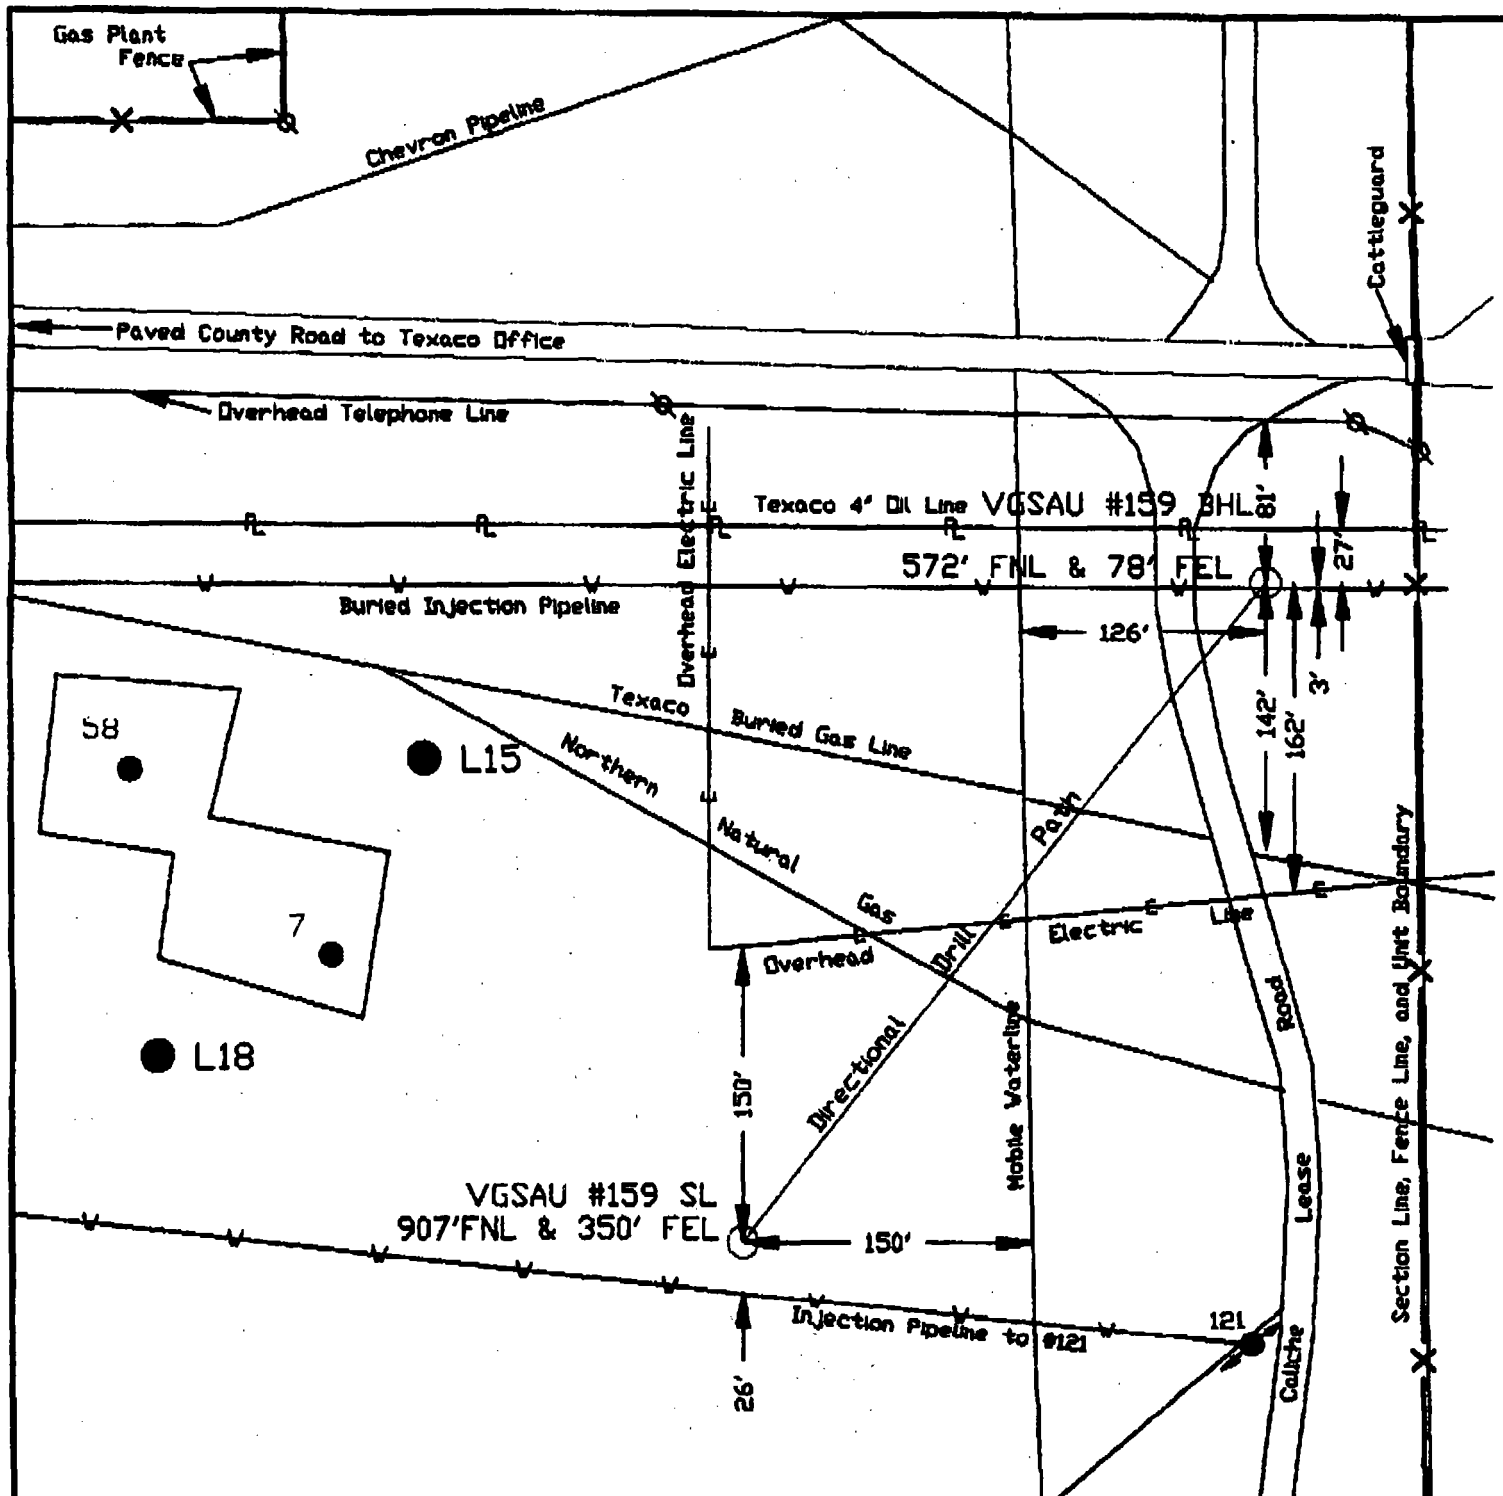 Gas Plant
Fence
Chevron Pipeline
Cattleguard
Paved County Road to Texaco Office
Overhead Telephone Line
Overhead Electric Line
Texaco 4" Oil Line
VGSAU #159 BHL
572' FNL & 78' FEL
81'
27'
Buried Injection Pipeline
126'
3'
142'
162'
Texaco Buried Gas Line
58
L15
Northern Natural Gas
7
Directional Drill Path
Overhead Electric Line
L18
150'
Mobile Waterline
Section Line, Fence Line, and Unit Boundary
VGSAU #159 SL
907'FNL & 350' FEL
150'
Caliche Lease Road
26'
Injection Pipeline to #121
121